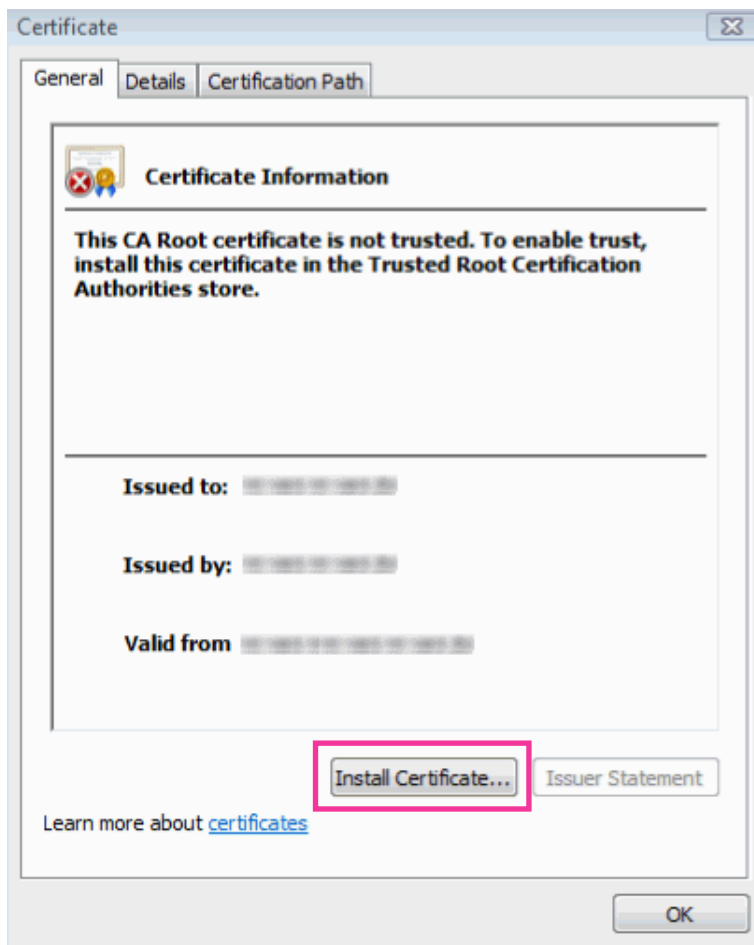 Certificate
General Details Certification Path
Certificate Information
This CA Root certificate is not trusted. To enable trust,
install this certificate in the Trusted Root Certification
Authorities store.
Issued to:
Issued by:
Valid from
Install Certificate... Issuer Statement
Learn more about certificates
OK